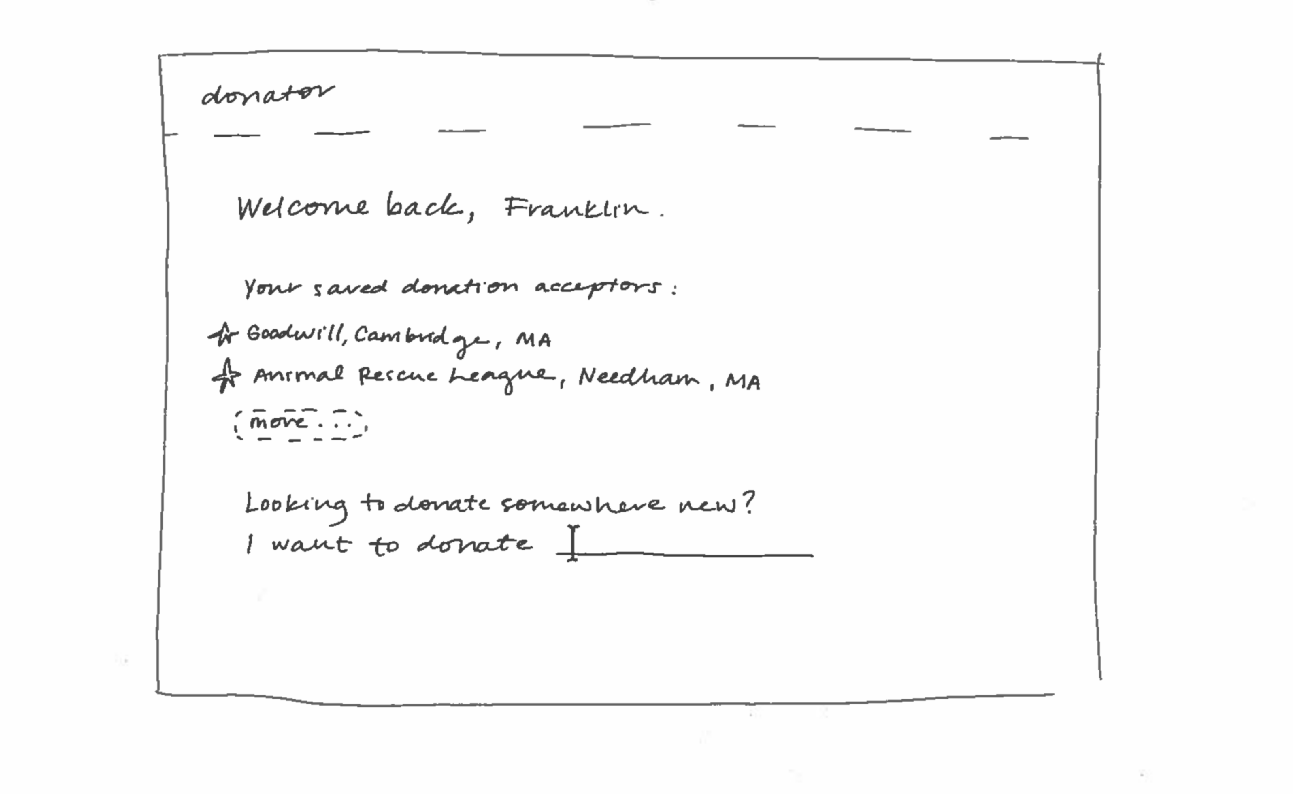 donator
Welcome back, Franklin.
Your saved donation acceptors:
Goodwill, Cambridge, MA
Animal Rescue League, Needham, MA
more...
Looking to donate somewhere new?
I want to donate